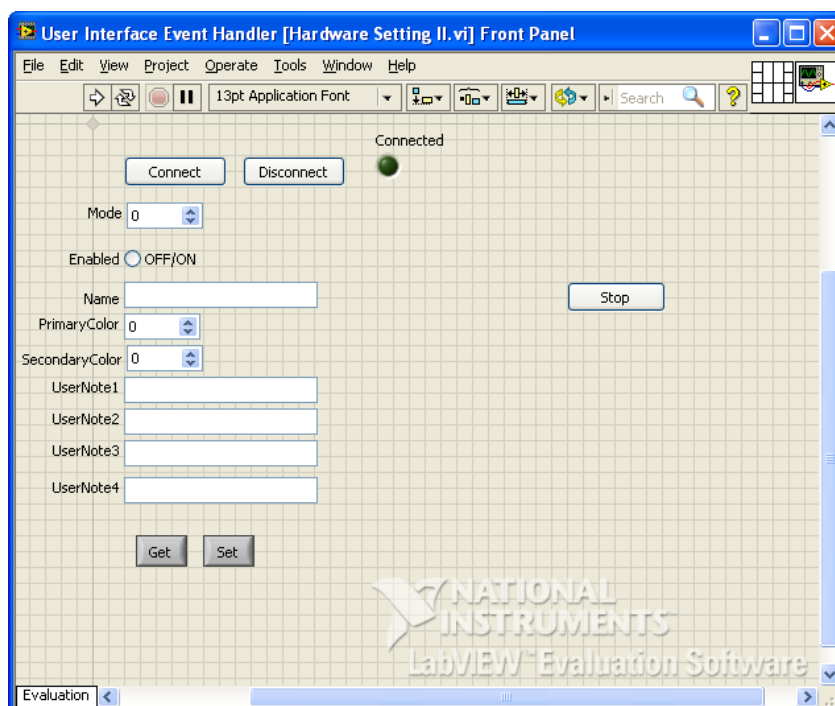 User Interface Event Handler [Hardware Setting II.vi] Front Panel
File Edit View Project Operate Tools Window Help
13pt Application Font Search ?
Connected
Connect Disconnect
Mode 0
Enabled OFF/ON
Name
Stop
PrimaryColor 0
SecondaryColor 0
UserNote1
UserNote2
UserNote3
UserNote4
Get Set
NATIONAL
INSTRUMENTS™
LabVIEW™ Evaluation Software
Evaluation